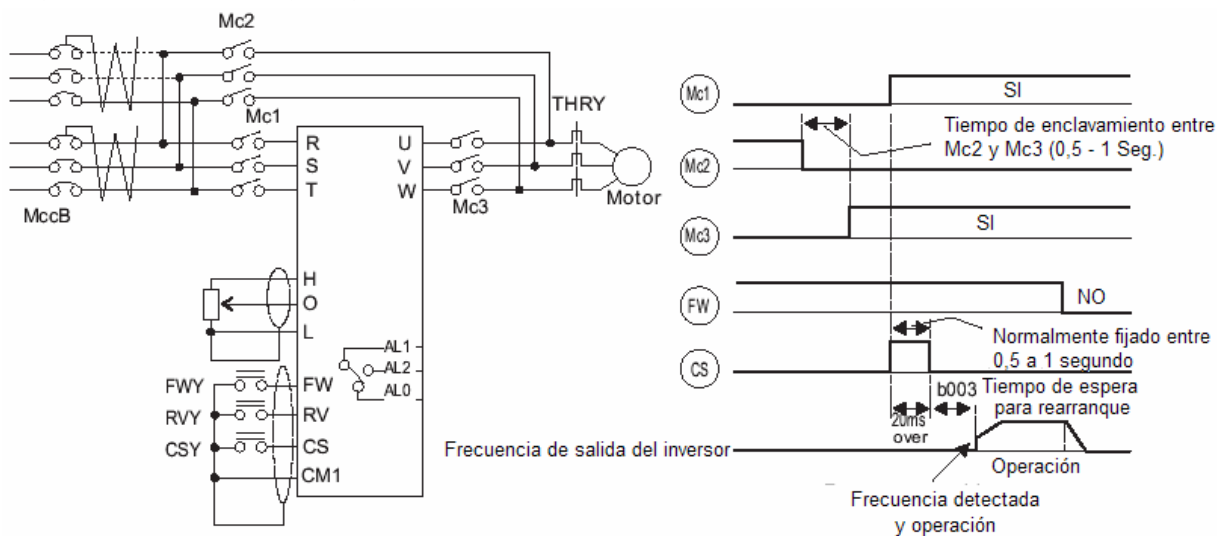 Mc2
Mc1
THRY
R
S
T
U
V
W
MccB
Mc3
Motor
H
O
L
AL1
AL2
AL0
FWY
FW
RVY
RV
CSY
CS
CM1
Mc1
SI
Tiempo de enclavamiento entre
Mc2 y Mc3 (0,5 - 1 Seg.)
Mc2
Mc3
SI
FW
NO
Normalmente fijado entre
0,5 a 1 segundo
CS
b003
Tiempo de espera
para rearranque
20ms
over
Frecuencia de salida del inversor
Operación
Frecuencia detectada
y operación